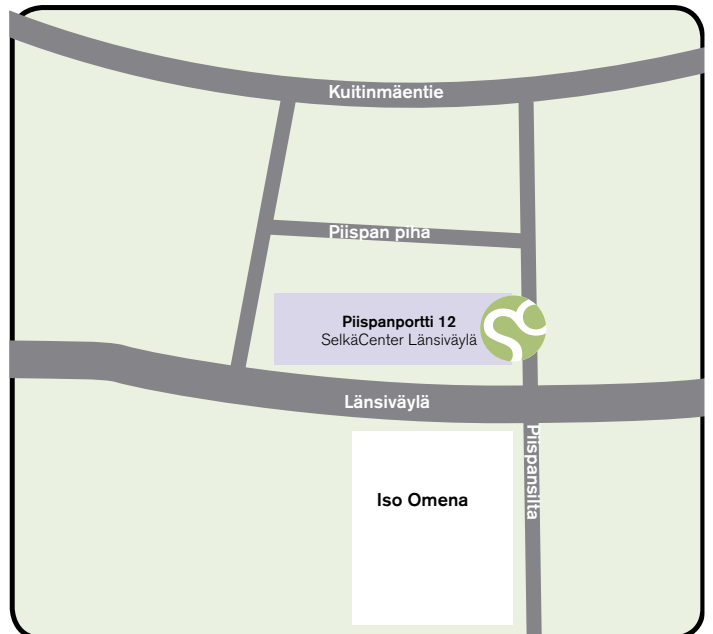 Kuitinmäentie
Piispan piha
Piispanportti 12
SelkäCenter Länsiväylä
Länsiväylä
Piispansilta
Iso Omena